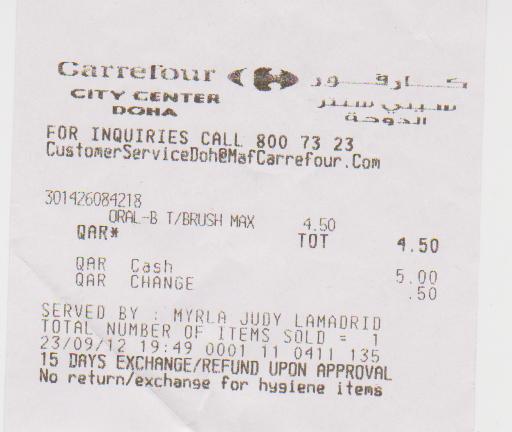 Carrefour كارفور
CITY CENTER سيتي سنتر
DOHA الدوحة
FOR INQUIRIES CALL 800 73 23
CustomerServiceDoh@MafCarrefour.Com
301426084218
ORAL-B T/BRUSH MAX 4.50
QAR* TOT 4.50
QAR Cash 5.00
QAR CHANGE .50
SERVED BY : MYRLA JUDY LAMADRID
TOTAL NUMBER OF ITEMS SOLD = 1
23/09/12 19:49 0001 11 0411 135
15 DAYS EXCHANGE/REFUND UPON APPROVAL
No return/exchange for hygiene items